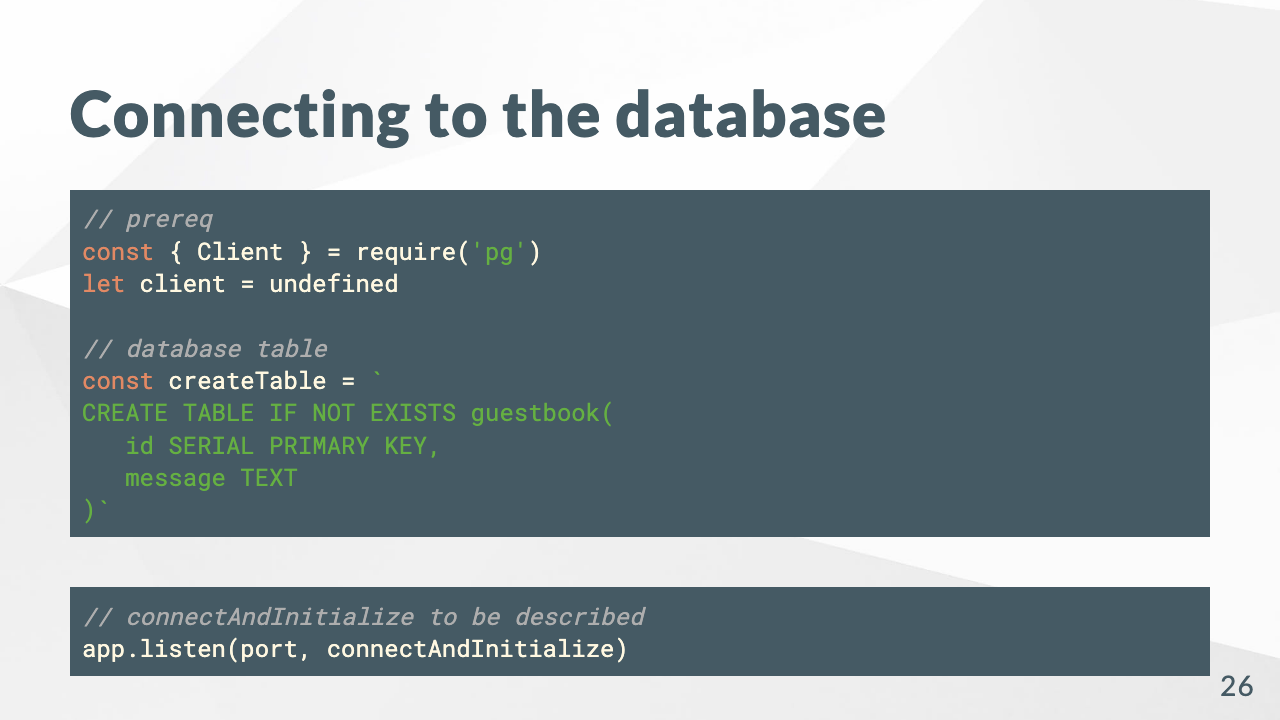 Connecting to the database
// prereq
const { Client } = require('pg')
let client = undefined
// database table
const createTable = `
CREATE TABLE IF NOT EXISTS guestbook(
   id SERIAL PRIMARY KEY,
   message TEXT
)`
// connectAndInitialize to be described
app.listen(port, connectAndInitialize)
26